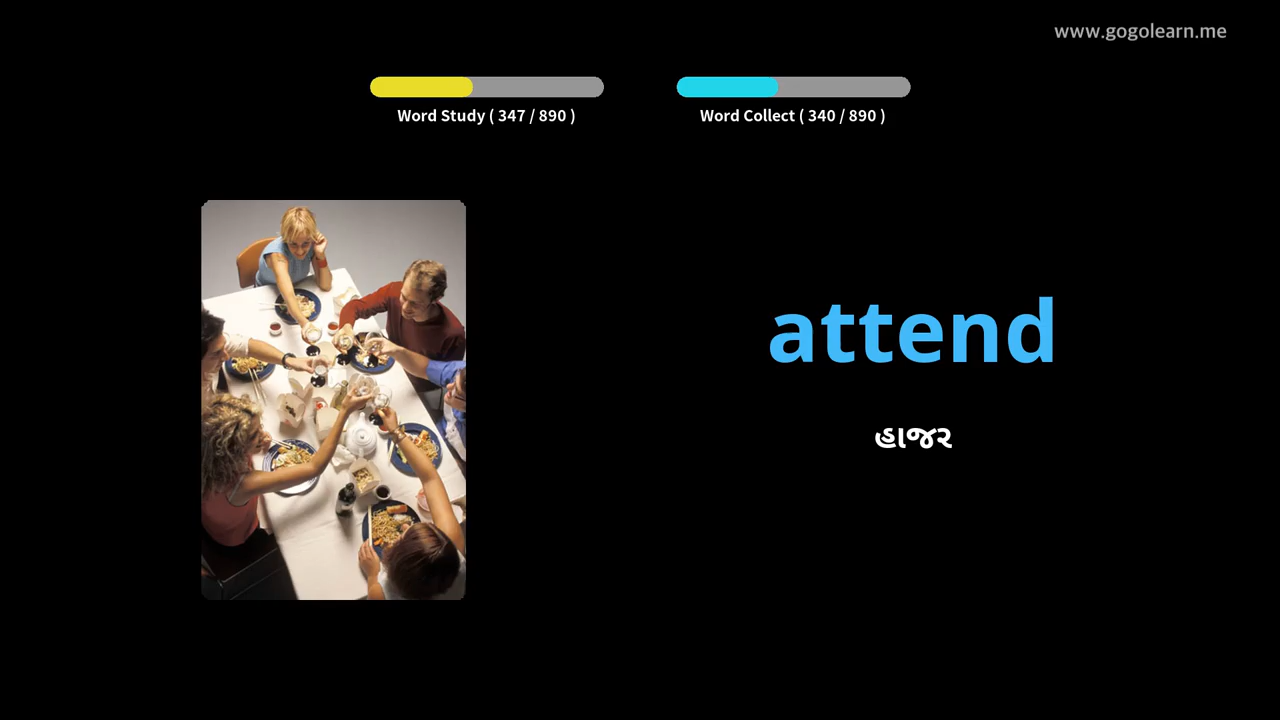 www.gogolearn.me
Word Study ( 347 / 890 )
Word Collect ( 340 / 890 )
attend
હાજર